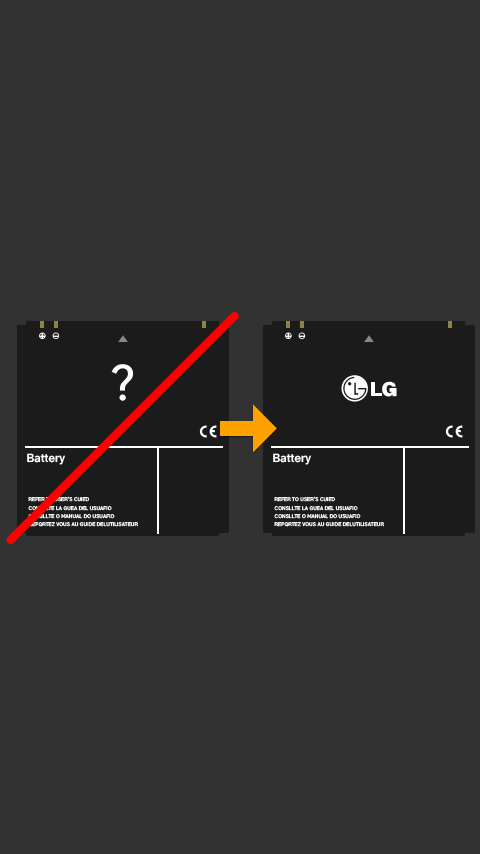 ?
CE
Battery
REFER TO USER'S CUIED
CONSLLTE LA GUEA DEL USUAFIO
CONSLLTE O MANUAL DO USUAFIO
REPORTEZ VOUS AU GUIDE DELUTILISATEUR
LG
CE
Battery
REFER TO USER'S CUIED
CONSLLTE LA GUEA DEL USUAFIO
CONSLLTE O MANUAL DO USUAFIO
REPORTEZ VOUS AU GUIDE DELUTILISATEUR